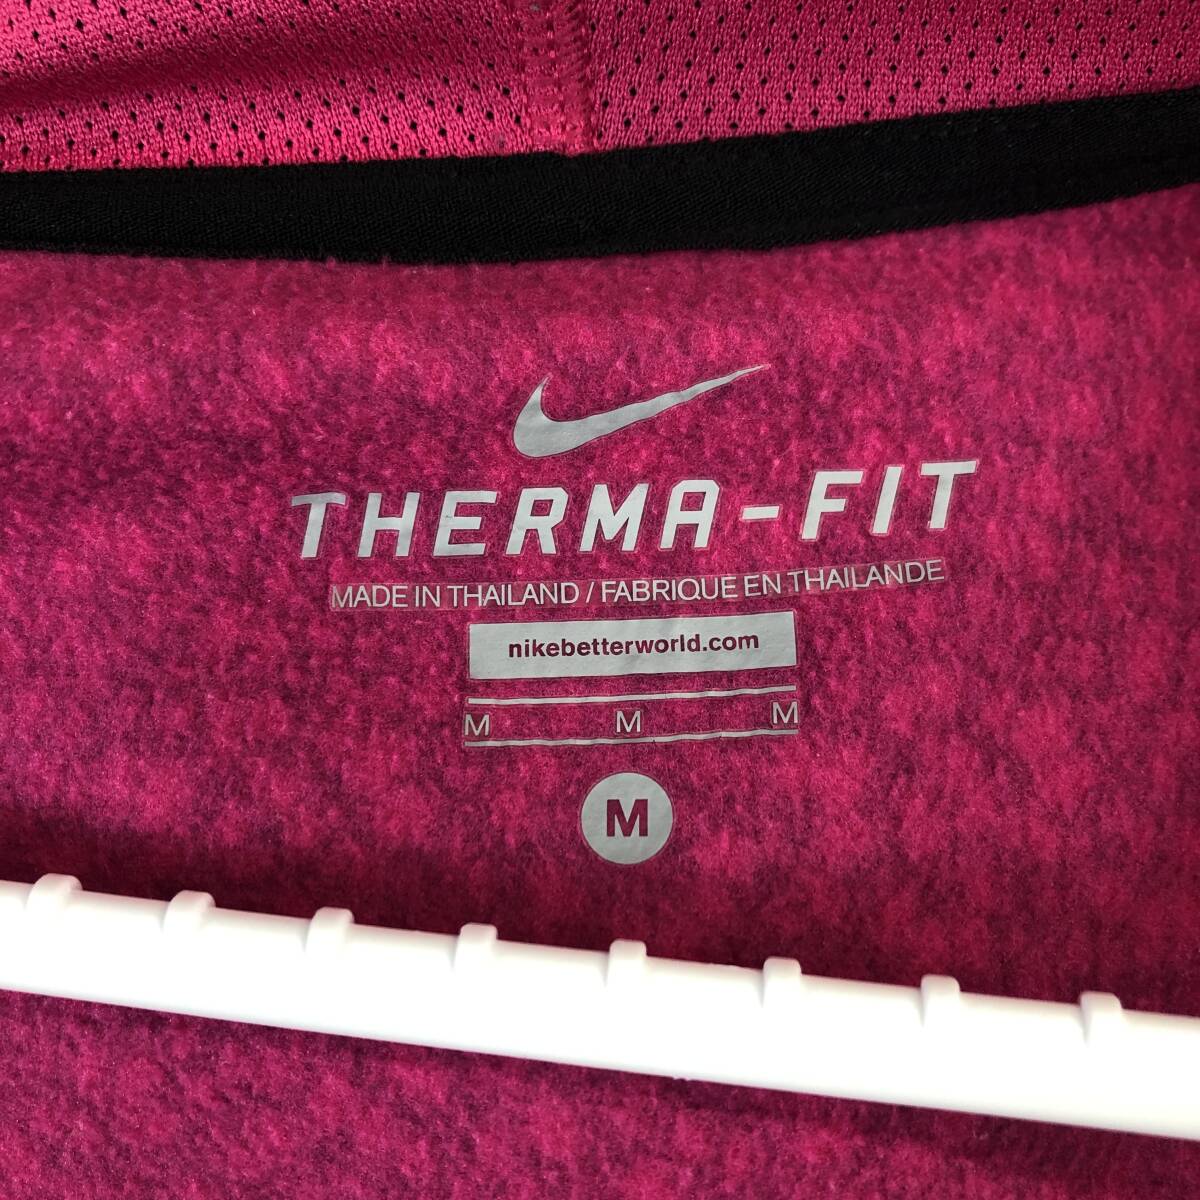 THERMA-FIT
MADE IN THAILAND / FABRIQUE EN THAILANDE
nikebetterworld.com
M M M
M